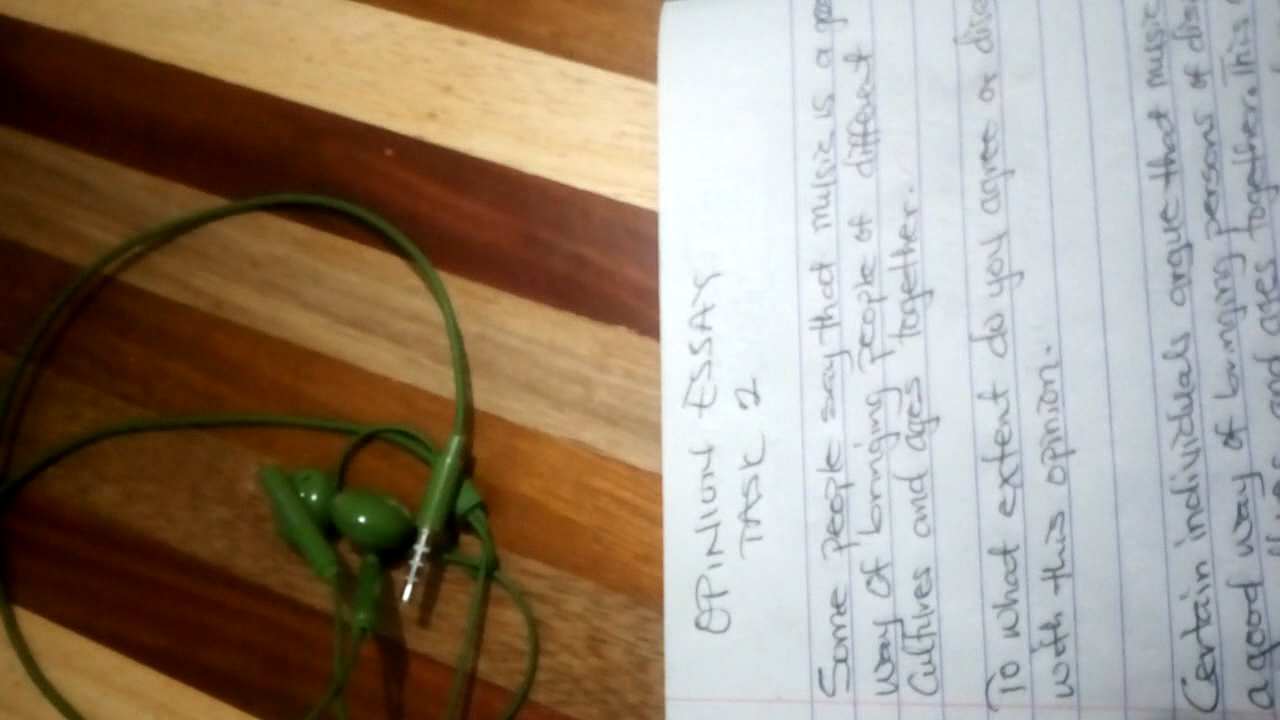 OPINION ESSAY
TASK 2
Some people say that music is a
way of bringing people of different
cultures and ages together.
To what extent do you agree or
with this opinion.
Certain individuals argue that music
a good way of bringing persons of
and ages together. This